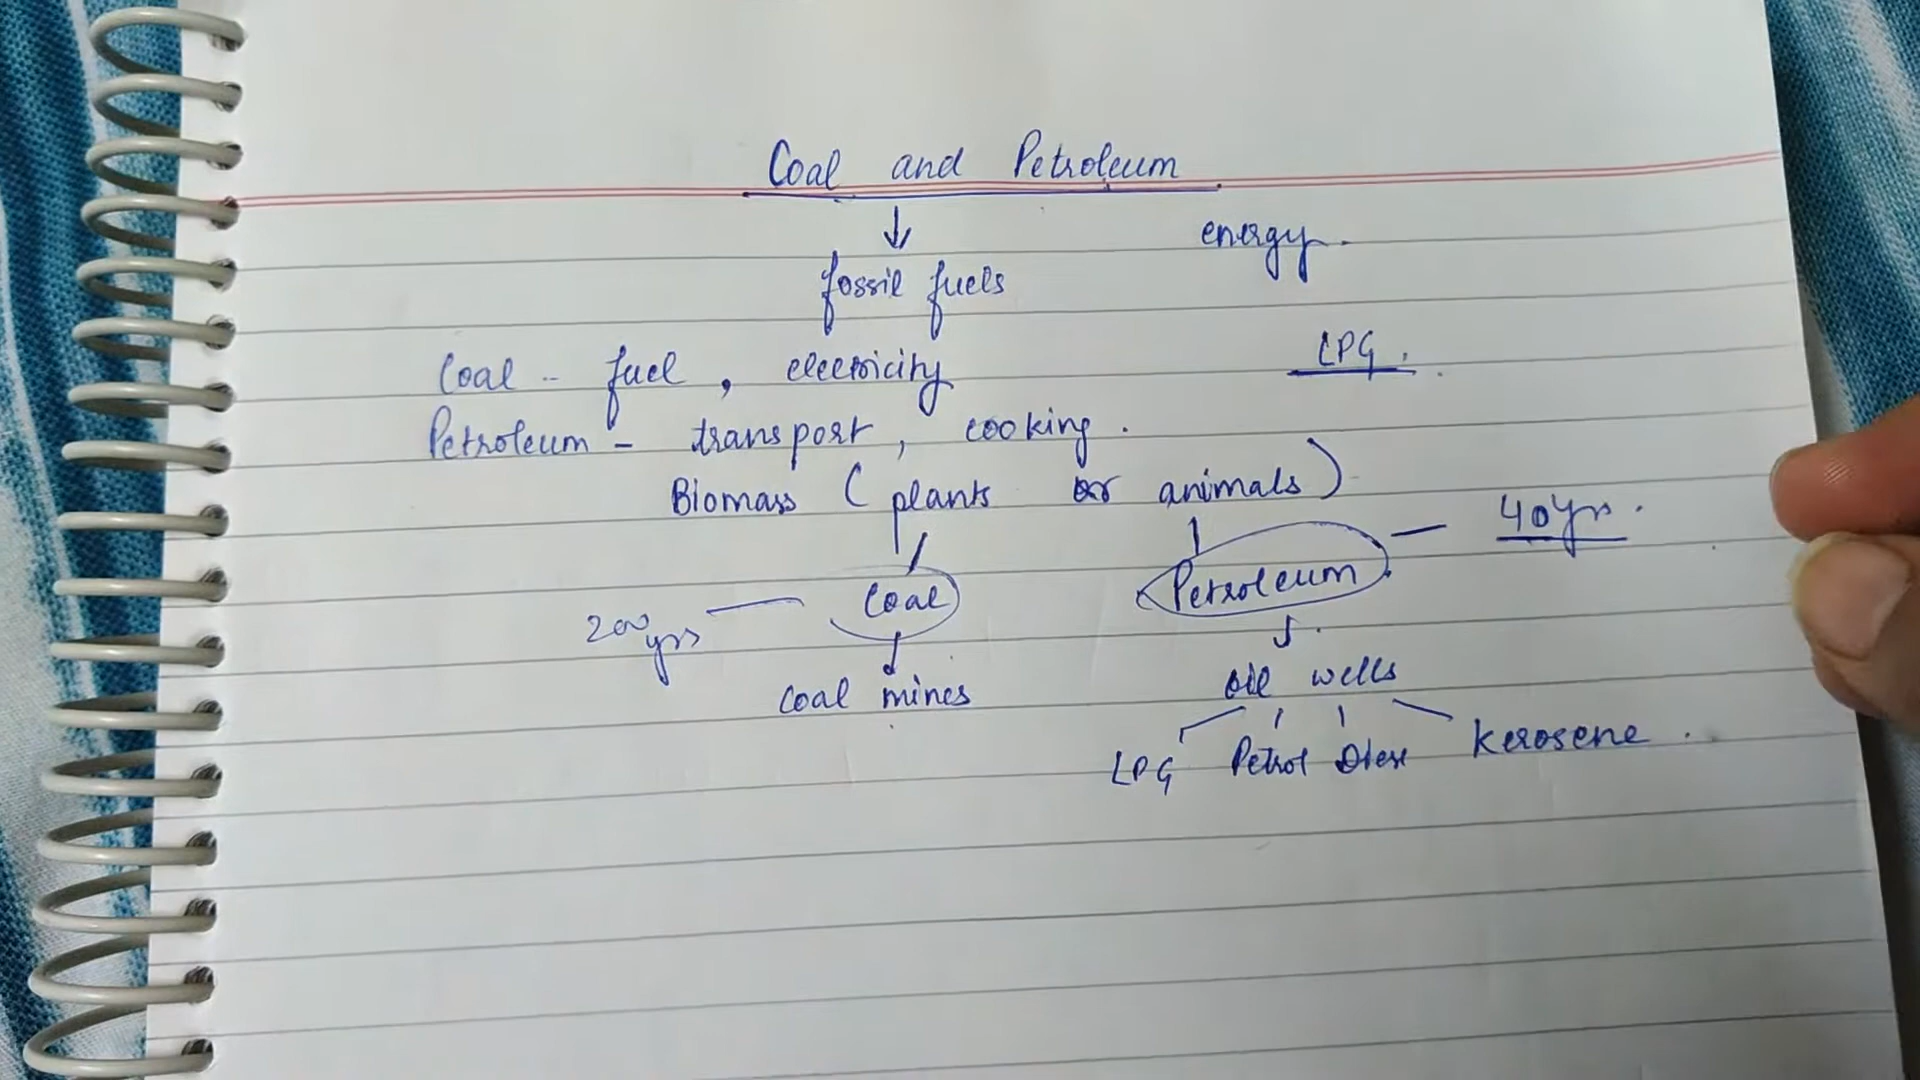 Coal and Petroleum
energy.
fossil fuels
LPG.
Coal - fuel, electricity
Petroleum - transport, cooking.
Biomass (plants or animals)
40yrs.
Coal Petroleum
200 yrs
Coal mines oil wells
LPG Petrol Kerosene.